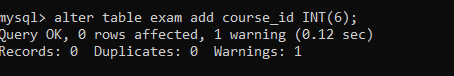 mysql> alter table exam add course_id INT(6);
Query OK, 0 rows affected, 1 warning (0.12 sec)
Records: 0  Duplicates: 0  Warnings: 1